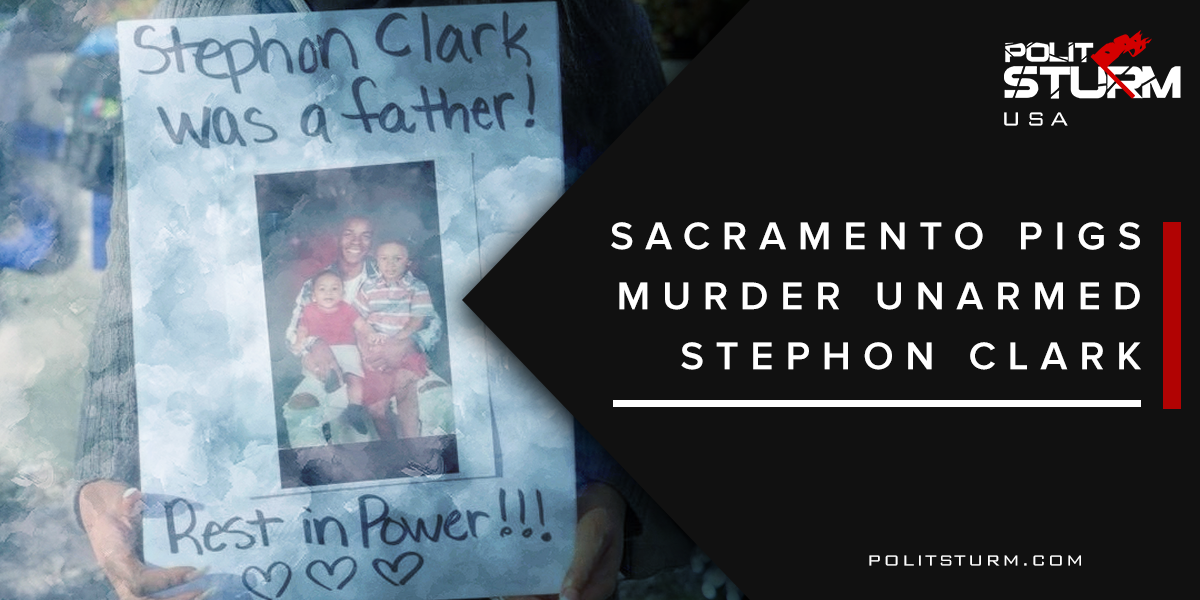 Stephon Clark
was a father!
Rest in Power!!!
POLIT
STURM
USA
SACRAMENTO PIGS
MURDER UNARMED
STEPHON CLARK
POLITSTURM.COM